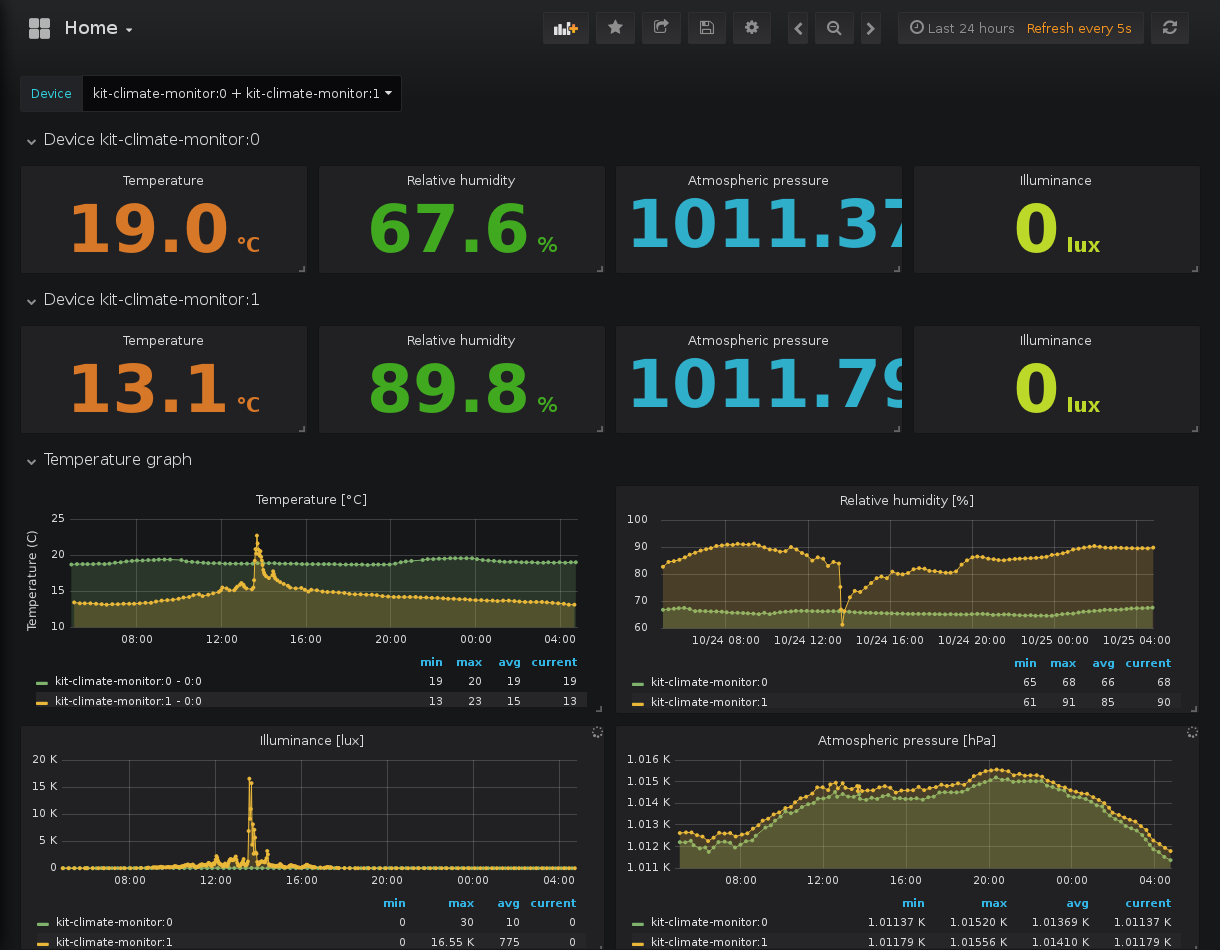 Home
Last 24 hours Refresh every 5s
Device kit-climate-monitor:0 + kit-climate-monitor:1
Device kit-climate-monitor:0
Temperature Relative humidity Atmospheric pressure Illuminance
19.0 °C 67.6 % 1011.37 0 lux
Device kit-climate-monitor:1
Temperature Relative humidity Atmospheric pressure Illuminance
13.1 °C 89.8 % 1011.79 0 lux
Temperature graph
Temperature [°C]
Temperature (C)
25
20
15
10
08:00 12:00 16:00 20:00 00:00 04:00
min max avg current
kit-climate-monitor:0 - 0:0 19 20 19 19
kit-climate-monitor:1 - 0:0 13 23 15 13
Relative humidity [%]
100
90
80
70
60
10/24 08:00 10/24 12:00 10/24 16:00 10/24 20:00 10/25 00:00 10/25 04:00
min max avg current
kit-climate-monitor:0 65 68 66 68
kit-climate-monitor:1 61 91 85 90
Illuminance [lux]
20 K
15 K
10 K
5 K
0
08:00 12:00 16:00 20:00 00:00 04:00
min max avg current
kit-climate-monitor:0 0 30 10 0
kit-climate-monitor:1 0 16.55 K 775 0
Atmospheric pressure [hPa]
1.016 K
1.015 K
1.014 K
1.013 K
1.012 K
1.011 K
08:00 12:00 16:00 20:00 00:00 04:00
min max avg current
kit-climate-monitor:0 1.01137 K 1.01520 K 1.01369 K 1.01137 K
kit-climate-monitor:1 1.01179 K 1.01556 K 1.01410 K 1.01179 K